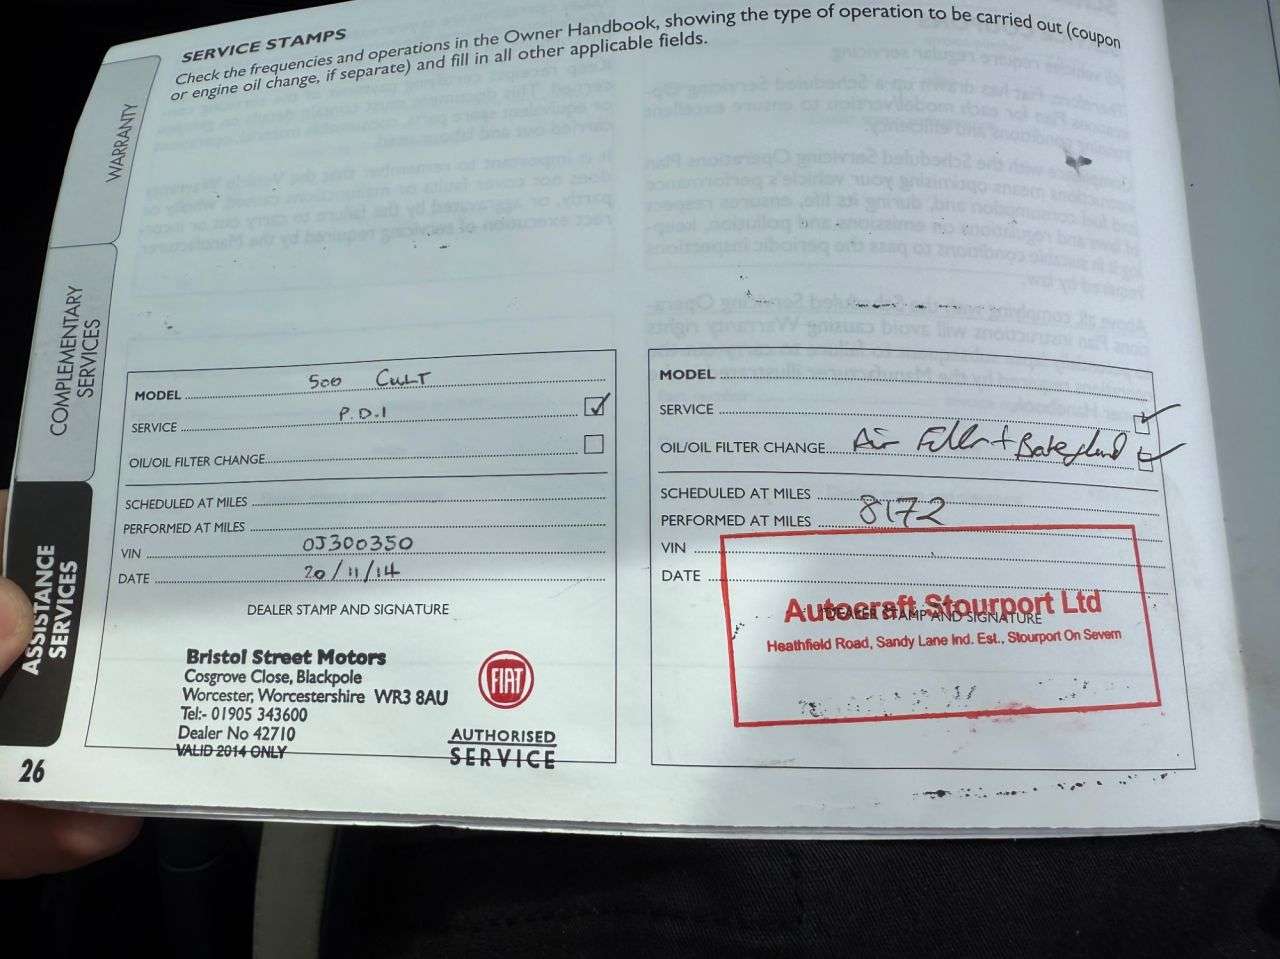 SERVICE STAMPS
Check the frequencies and operations in the Owner Handbook, showing the type of operation to be carried out (coupon
or engine oil change, if separate) and fill in all other applicable fields.
WARRANTY
COMPLEMENTARY
SERVICES
ASSISTANCE
SERVICES
MODEL 500 CULT
SERVICE P.D.I
OIL/OIL FILTER CHANGE
SCHEDULED AT MILES
PERFORMED AT MILES
VIN 0J300350
DATE 20/11/14
DEALER STAMP AND SIGNATURE
Bristol Street Motors
Cosgrove Close, Blackpole
Worcester, Worcestershire WR3 8AU
Tel:- 01905 343600
Dealer No 42710
VALID 2014 ONLY
FIAT
AUTHORISED
SERVICE
MODEL
SERVICE
OIL/OIL FILTER CHANGE Air Filter +
SCHEDULED AT MILES
PERFORMED AT MILES 8172
VIN
DATE
DEALER STAMP AND SIGNATURE
Autocraft Stourport Ltd
Heathfield Road, Sandy Lane Ind. Est., Stourport On Severn
26